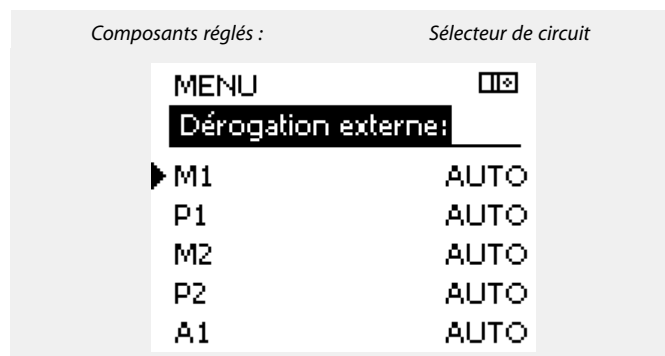 Composants réglés : Sélecteur de circuit
MENU
Dérogation externe:
M1 AUTO
P1 AUTO
M2 AUTO
P2 AUTO
A1 AUTO